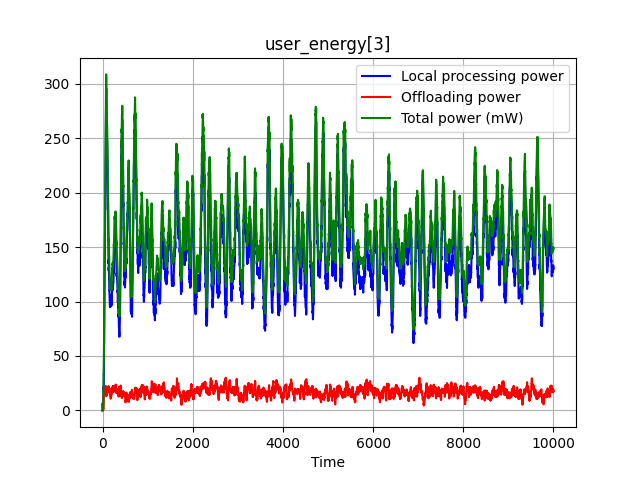 user_energy[3]
Local processing power
Offloading power
Total power (mW)
300
250
200
150
100
50
0
0 2000 4000 6000 8000 10000
Time